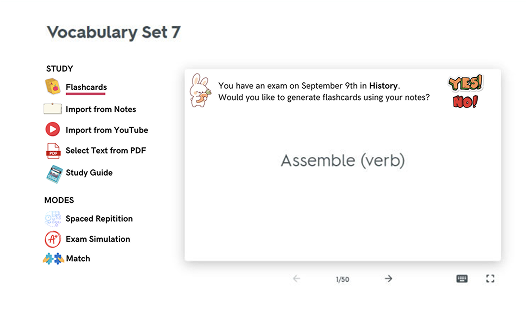 Vocabulary Set 7
STUDY
Flashcards
Import from Notes
Import from YouTube
PDF
Select Text from PDF
Study Guide
MODES
Spaced Repitition
A+
Exam Simulation
Match
You have an exam on September 9th in History.
Would you like to generate flashcards using your notes?
YES!
NO!
Assemble (verb)
1/50